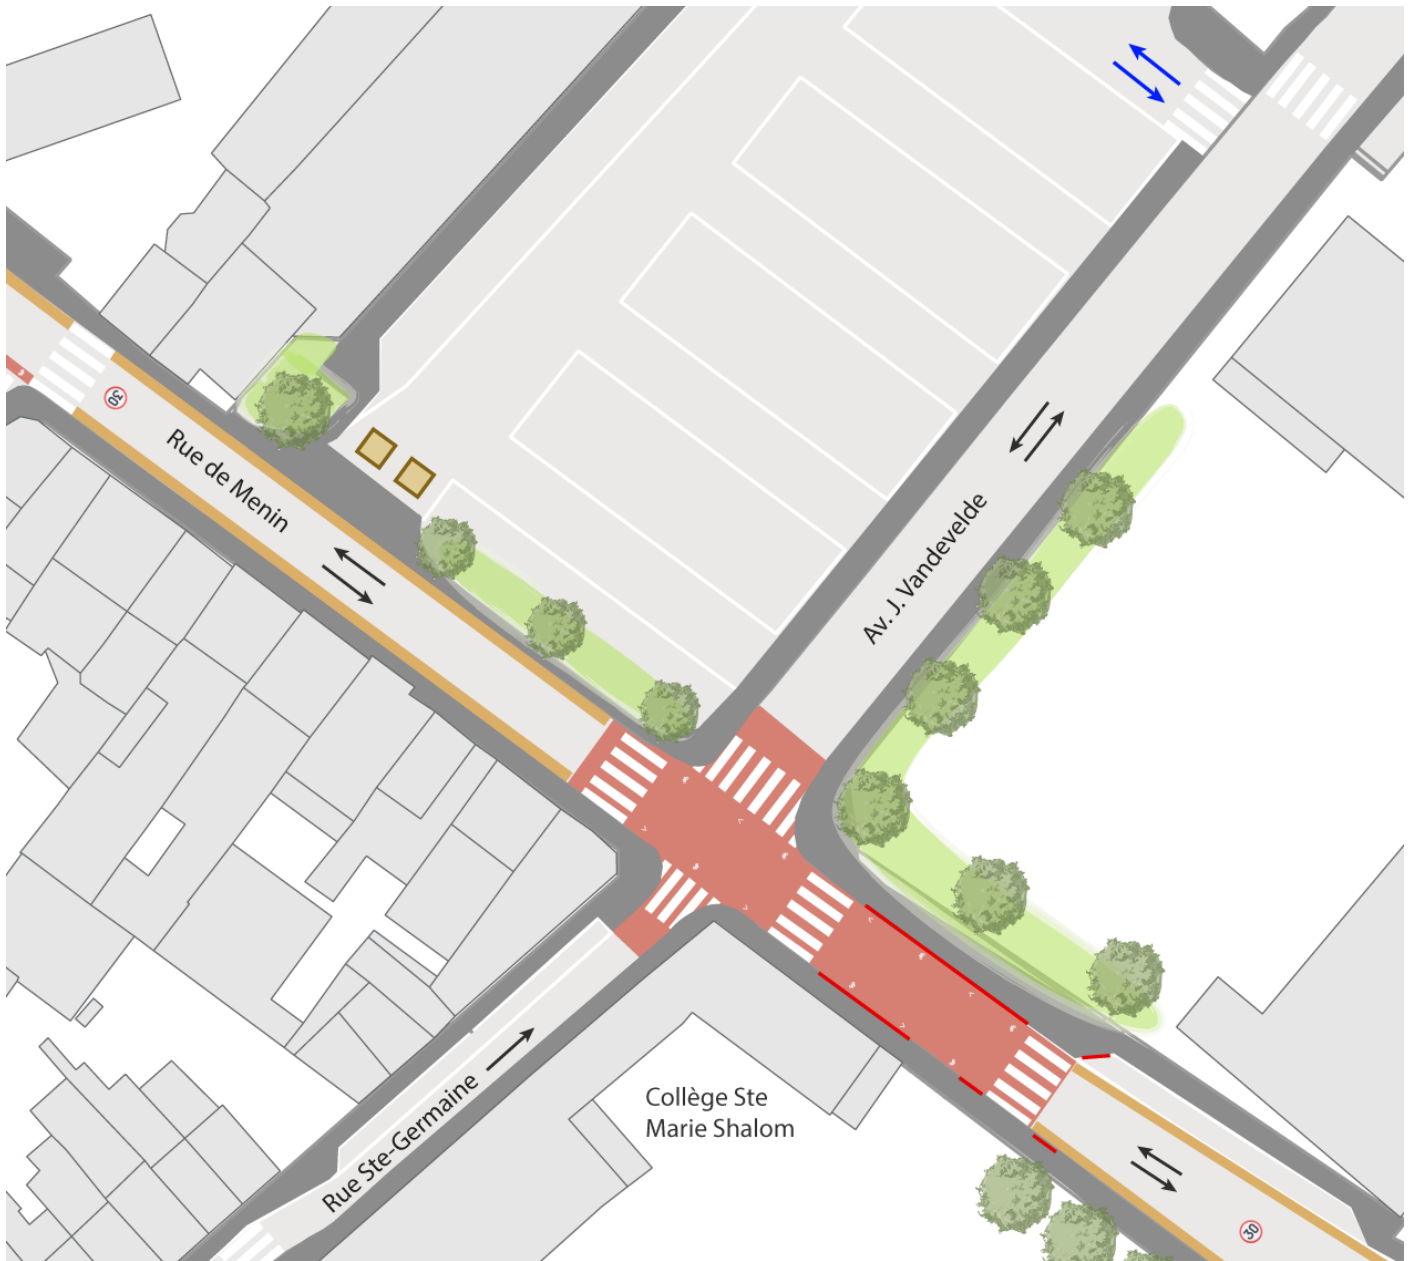 30
Rue de Menin
Av. J. Vandevelde
Collège Ste
Marie Shalom
Rue Ste-Germaine
30